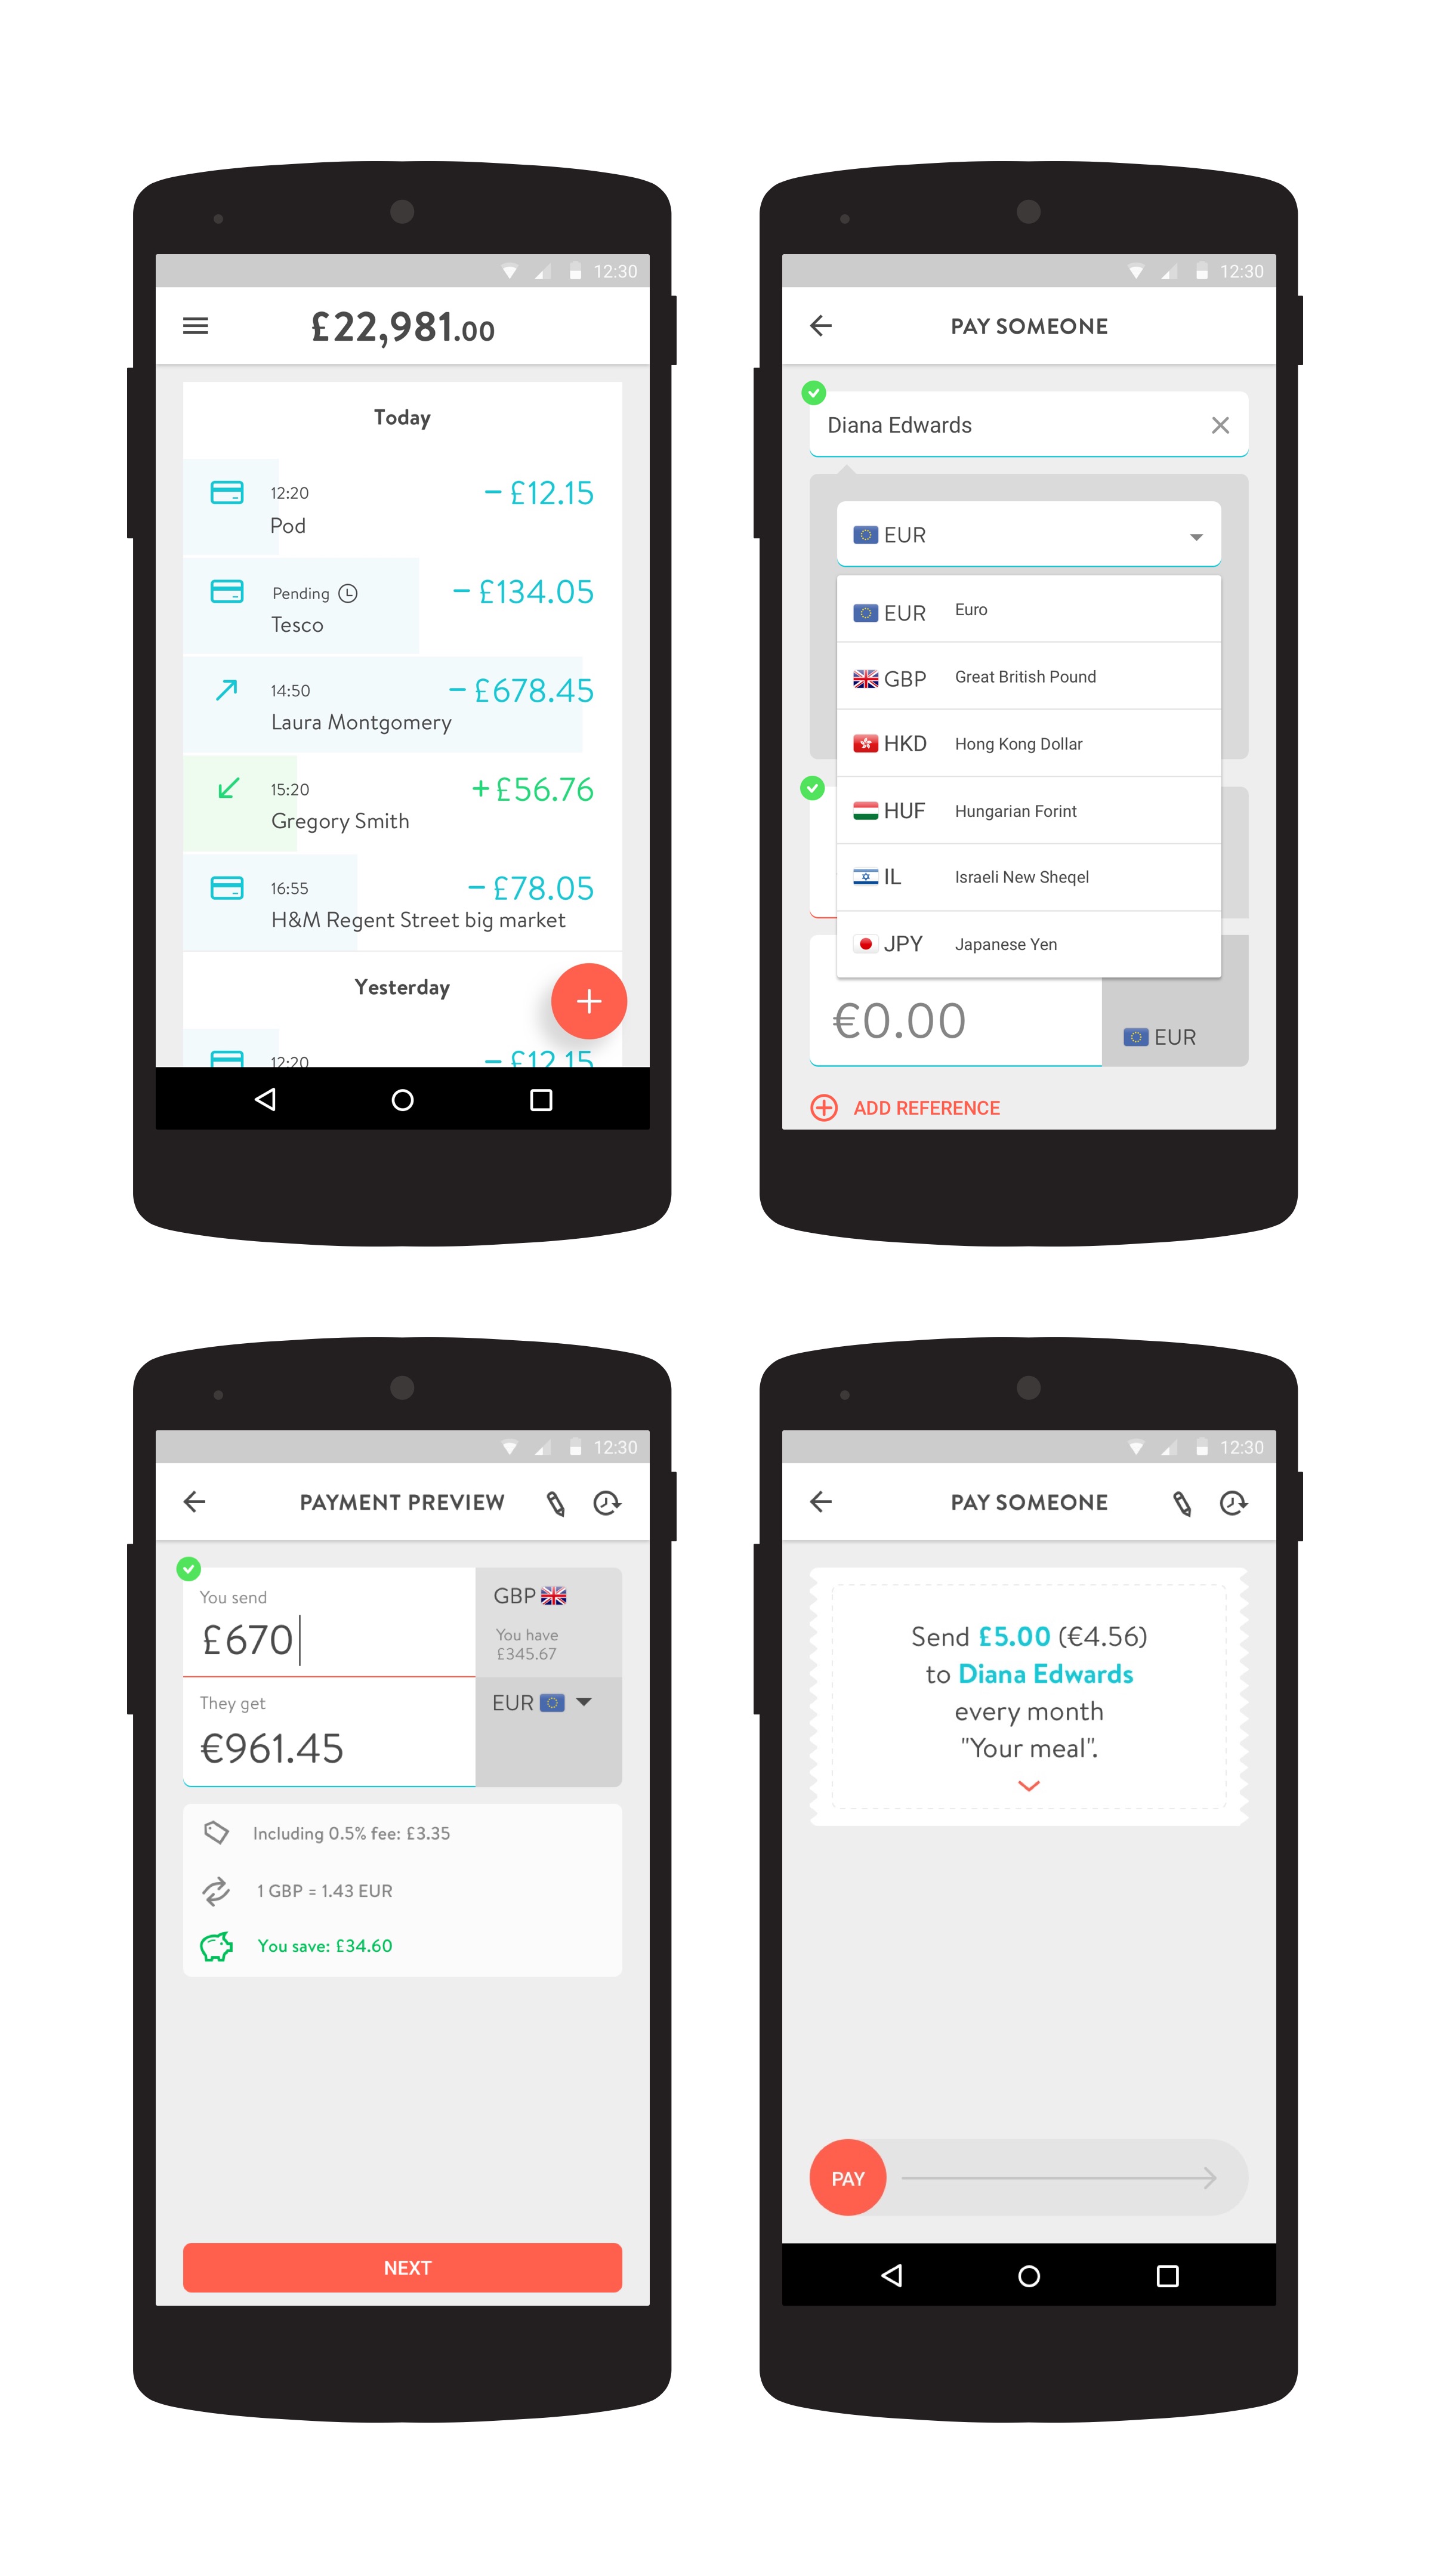 12:30
£22,981.00
Today
12:20
− £12.15
Pod
Pending
− £134.05
Tesco
14:50
− £678.45
Laura Montgomery
15:20
+ £56.76
Gregory Smith
16:55
− £78.05
H&M Regent Street big market
Yesterday
12:20
− £12.15
12:30
PAY SOMEONE
Diana Edwards
EUR
EUR Euro
GBP Great British Pound
HKD Hong Kong Dollar
HUF Hungarian Forint
IL Israeli New Sheqel
JPY Japanese Yen
€0.00
EUR
ADD REFERENCE
12:30
PAYMENT PREVIEW
You send
£670
GBP
You have
£345.67
They get
€961.45
EUR
Including 0.5% fee: £3.35
1 GBP = 1.43 EUR
You save: £34.60
NEXT
12:30
PAY SOMEONE
Send £5.00 (€4.56)
to Diana Edwards
every month
"Your meal".
PAY